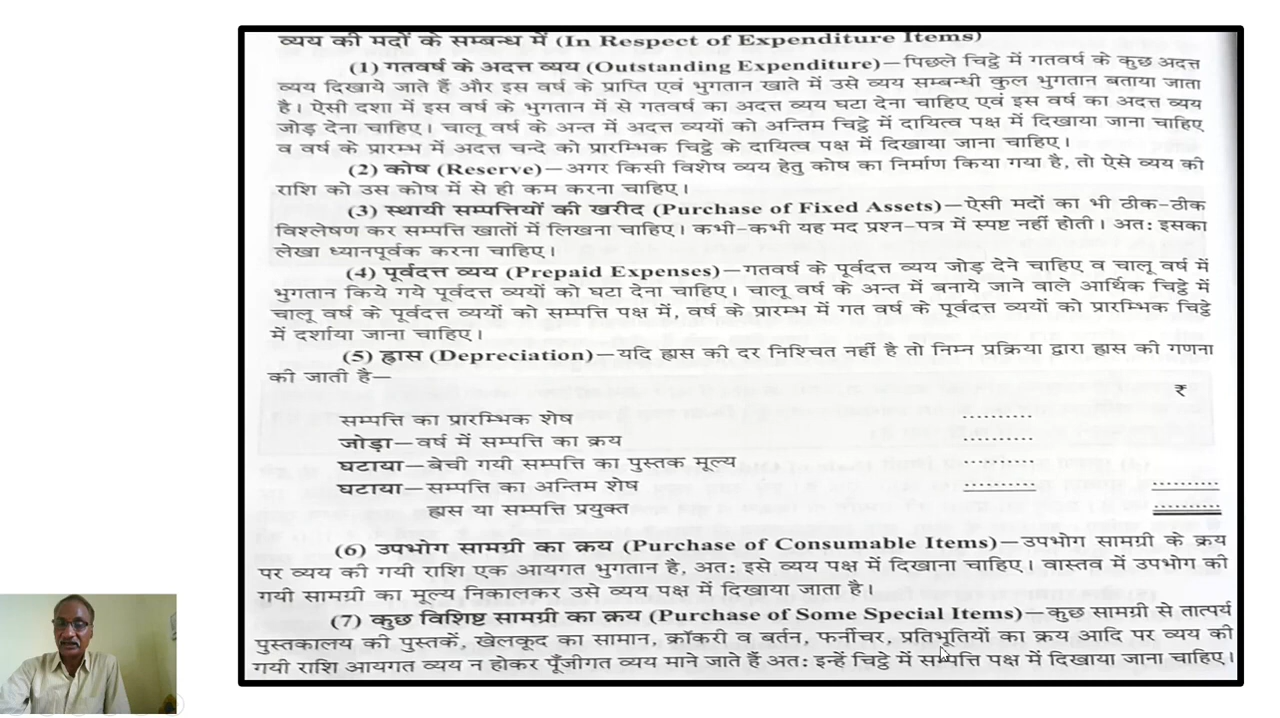 व्यय की मदों के सम्बन्ध में (In Respect of Expenditure Items)
(1) गतवर्ष के अदत्त व्यय (Outstanding Expenditure)—पिछले चिट्ठे में गतवर्ष के कुछ अदत्त
व्यय दिखाये जाते हैं और इस वर्ष के प्राप्ति एवं भुगतान खाते में उसे व्यय सम्बन्धी कुल भुगतान बताया जाता
है। ऐसी दशा में इस वर्ष के भुगतान में से गतवर्ष का अदत्त व्यय घटा देना चाहिए एवं इस वर्ष का अदत्त व्यय
जोड़ देना चाहिए। चालू वर्ष के अन्त में अदत्त व्ययों को अन्तिम चिट्ठे में दायित्व पक्ष में दिखाया जाना चाहिए
व वर्ष के प्रारम्भ में अदत्त चन्दे को प्रारम्भिक चिट्ठे के दायित्व पक्ष में दिखाया जाना चाहिए।
(2) कोष (Reserve)—अगर किसी विशेष व्यय हेतु कोष का निर्माण किया गया है, तो ऐसे व्यय की
राशि को उस कोष में से ही कम करना चाहिए।
(3) स्थायी सम्पत्तियों की खरीद (Purchase of Fixed Assets)—ऐसी मदों का भी ठीक-ठीक
विश्लेषण कर सम्पत्ति खातों में लिखना चाहिए। कभी-कभी यह मद प्रश्न-पत्र में स्पष्ट नहीं होती। अत: इसका
लेखा ध्यानपूर्वक करना चाहिए।
(4) पूर्वदत्त व्यय (Prepaid Expenses)—गतवर्ष के पूर्वदत्त व्यय जोड़ देने चाहिए व चालू वर्ष में
भुगतान किये गये पूर्वदत्त व्ययों को घटा देना चाहिए। चालू वर्ष के अन्त में बनाये जाने वाले आर्थिक चिट्ठे में
चालू वर्ष के पूर्वदत्त व्ययों को सम्पत्ति पक्ष में, वर्ष के प्रारम्भ में गत वर्ष के पूर्वदत्त व्ययों को प्रारम्भिक चिट्ठे
में दर्शाया जाना चाहिए।
(5) ह्रास (Depreciation)—यदि ह्रास की दर निश्चित नहीं है तो निम्न प्रक्रिया द्वारा ह्रास की गणना
की जाती है—
₹
सम्पत्ति का प्रारम्भिक शेष ..........
जोड़ा—वर्ष में सम्पत्ति का क्रय ..........
घटाया—बेची गयी सम्पत्ति का पुस्तक मूल्य ..........
घटाया—सम्पत्ति का अन्तिम शेष .......... ..........
ह्रास या सम्पत्ति प्रयुक्त ..........
(6) उपभोग सामग्री का क्रय (Purchase of Consumable Items)—उपभोग सामग्री के क्रय
पर व्यय की गयी राशि एक आयगत भुगतान है, अत: इसे व्यय पक्ष में दिखाना चाहिए। वास्तव में उपभोग की
गयी सामग्री का मूल्य निकालकर उसे व्यय पक्ष में दिखाया जाता है।
(7) कुछ विशिष्ट सामग्री का क्रय (Purchase of Some Special Items)—कुछ सामग्री से तात्पर्य
पुस्तकालय की पुस्तकें, खेलकूद का सामान, क्रॉकरी व बर्तन, फर्नीचर, प्रतिभूतियों का क्रय आदि पर व्यय की
गयी राशि आयगत व्यय न होकर पूँजीगत व्यय माने जाते हैं अत: इन्हें चिट्ठे में सम्पत्ति पक्ष में दिखाया जाना चाहिए।